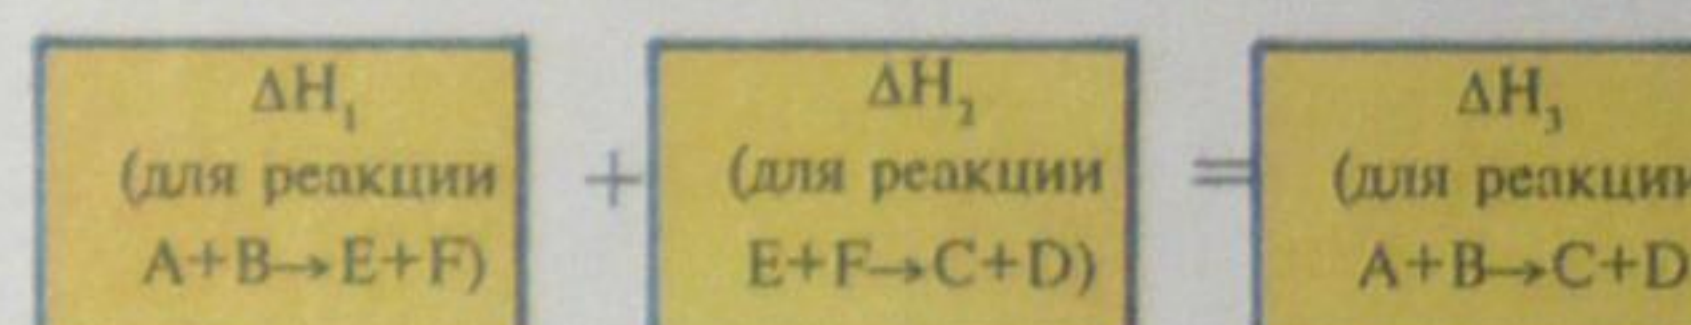 ΔH₁
(для реакции
A+B→E+F)
+
ΔH₂
(для реакции
E+F→C+D)
=
ΔH₃
(для реакции
A+B→C+D